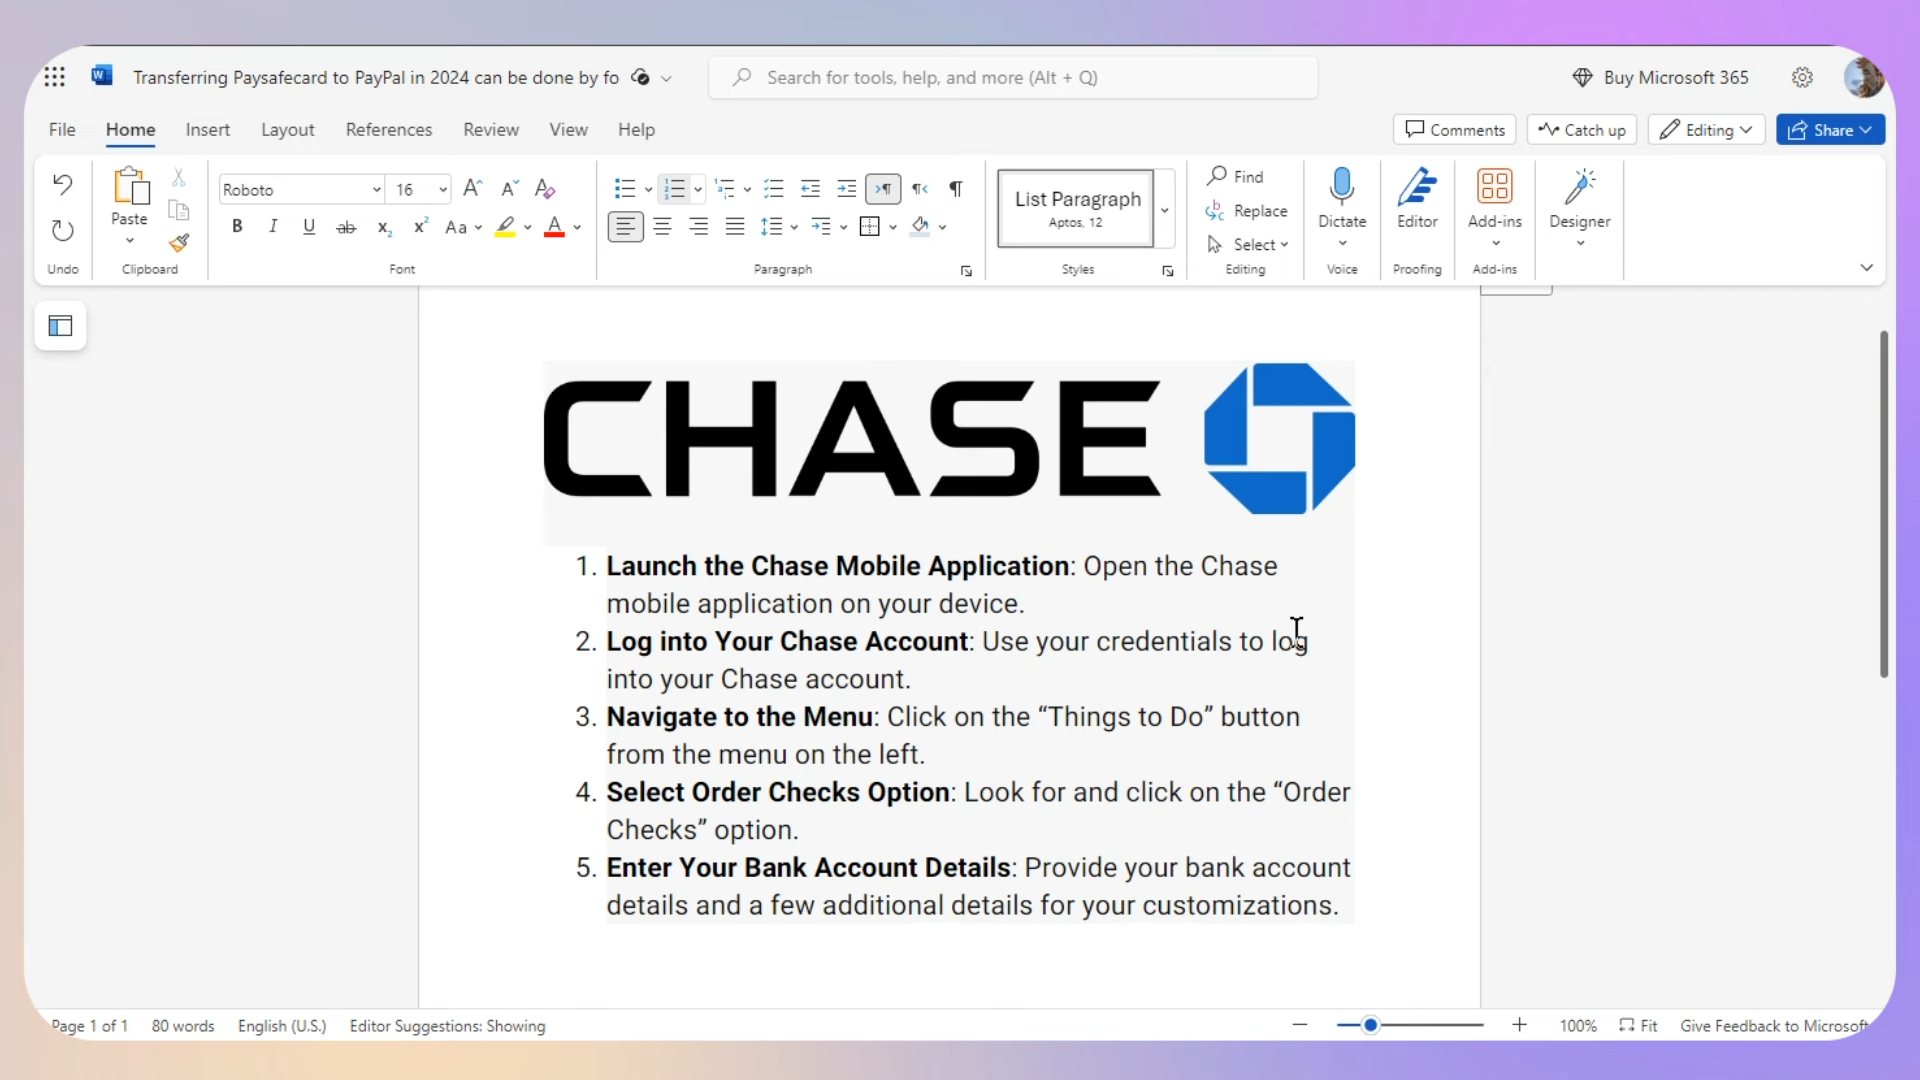 Transferring Paysafecard to PayPal in 2024 can be done by fo
Search for tools, help, and more (Alt + Q)
Buy Microsoft 365
File Home Insert Layout References Review View Help
Comments Catch up Editing Share
Paste
Roboto 16
List Paragraph
Aptos, 12
Find
Replace
Select
Dictate Editor Add-ins Designer
Undo Clipboard Font Paragraph Styles Editing Voice Proofing Add-ins
CHASE
1. Launch the Chase Mobile Application: Open the Chase
mobile application on your device.
2. Log into Your Chase Account: Use your credentials to log
into your Chase account.
3. Navigate to the Menu: Click on the “Things to Do” button
from the menu on the left.
4. Select Order Checks Option: Look for and click on the “Order
Checks” option.
5. Enter Your Bank Account Details: Provide your bank account
details and a few additional details for your customizations.
Page 1 of 1 80 words English (U.S.) Editor Suggestions: Showing 100% Fit Give Feedback to Microsoft